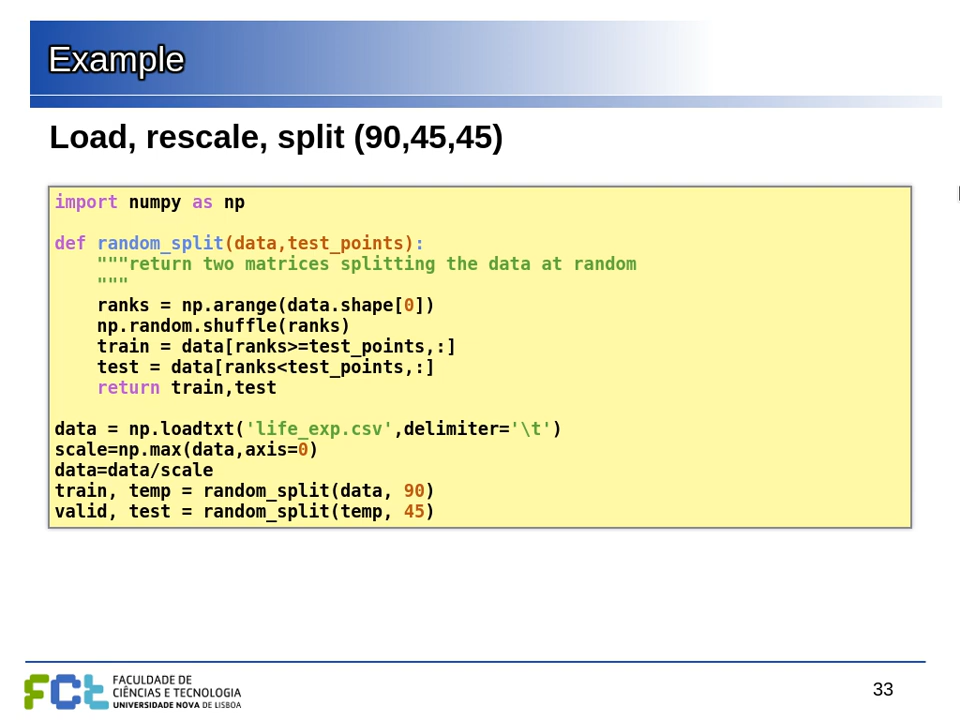 Example
Load, rescale, split (90,45,45)
import numpy as np
def random_split(data,test_points):
    """return two matrices splitting the data at random
    """
    ranks = np.arange(data.shape[0])
    np.random.shuffle(ranks)
    train = data[ranks>=test_points,:]
    test = data[ranks<test_points,:]
    return train,test
data = np.loadtxt('life_exp.csv',delimiter='\t')
scale=np.max(data,axis=0)
data=data/scale
train, temp = random_split(data, 90)
valid, test = random_split(temp, 45)
FCt
FACULDADE DE
CIÊNCIAS E TECNOLOGIA
UNIVERSIDADE NOVA DE LISBOA
33